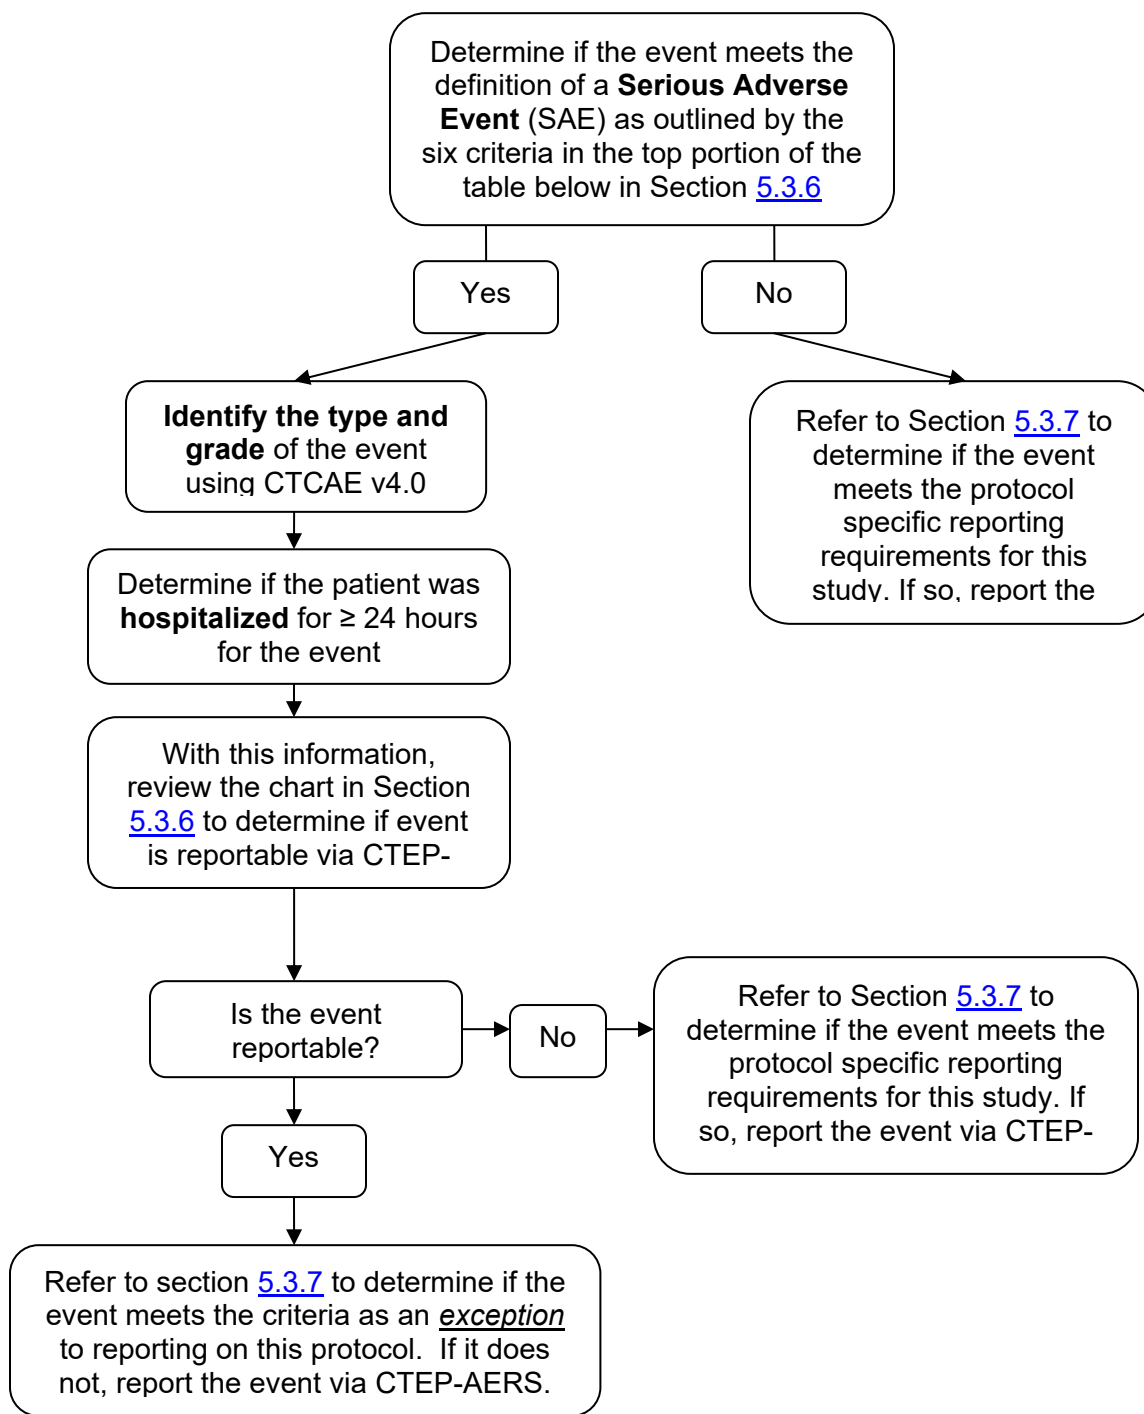 Determine if the event meets the
definition of a Serious Adverse
Event (SAE) as outlined by the
six criteria in the top portion of the
table below in Section 5.3.6
Yes
No
Identify the type and
grade of the event
using CTCAE v4.0
Refer to Section 5.3.7 to
determine if the event
meets the protocol
specific reporting
requirements for this
study. If so, report the
Determine if the patient was
hospitalized for ≥ 24 hours
for the event
With this information,
review the chart in Section
5.3.6 to determine if event
is reportable via CTEP-
Is the event
reportable?
No
Refer to Section 5.3.7 to
determine if the event meets the
protocol specific reporting
requirements for this study. If
so, report the event via CTEP-
Yes
Refer to section 5.3.7 to determine if the
event meets the criteria as an exception
to reporting on this protocol.  If it does
not, report the event via CTEP-AERS.